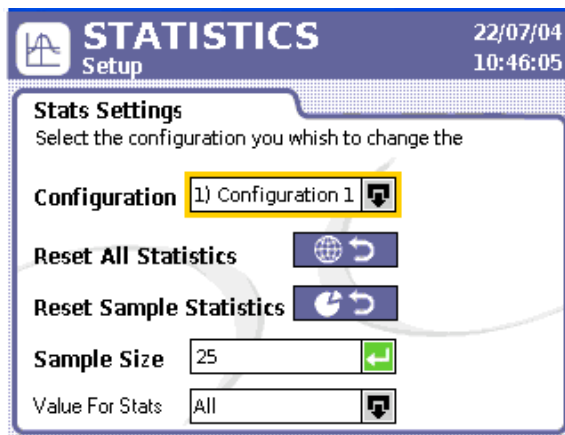 STATISTICS
Setup
22/07/04
10:46:05
Stats Settings
Select the configuration you whish to change the
Configuration 1) Configuration 1
Reset All Statistics
Reset Sample Statistics
Sample Size 25
Value For Stats All